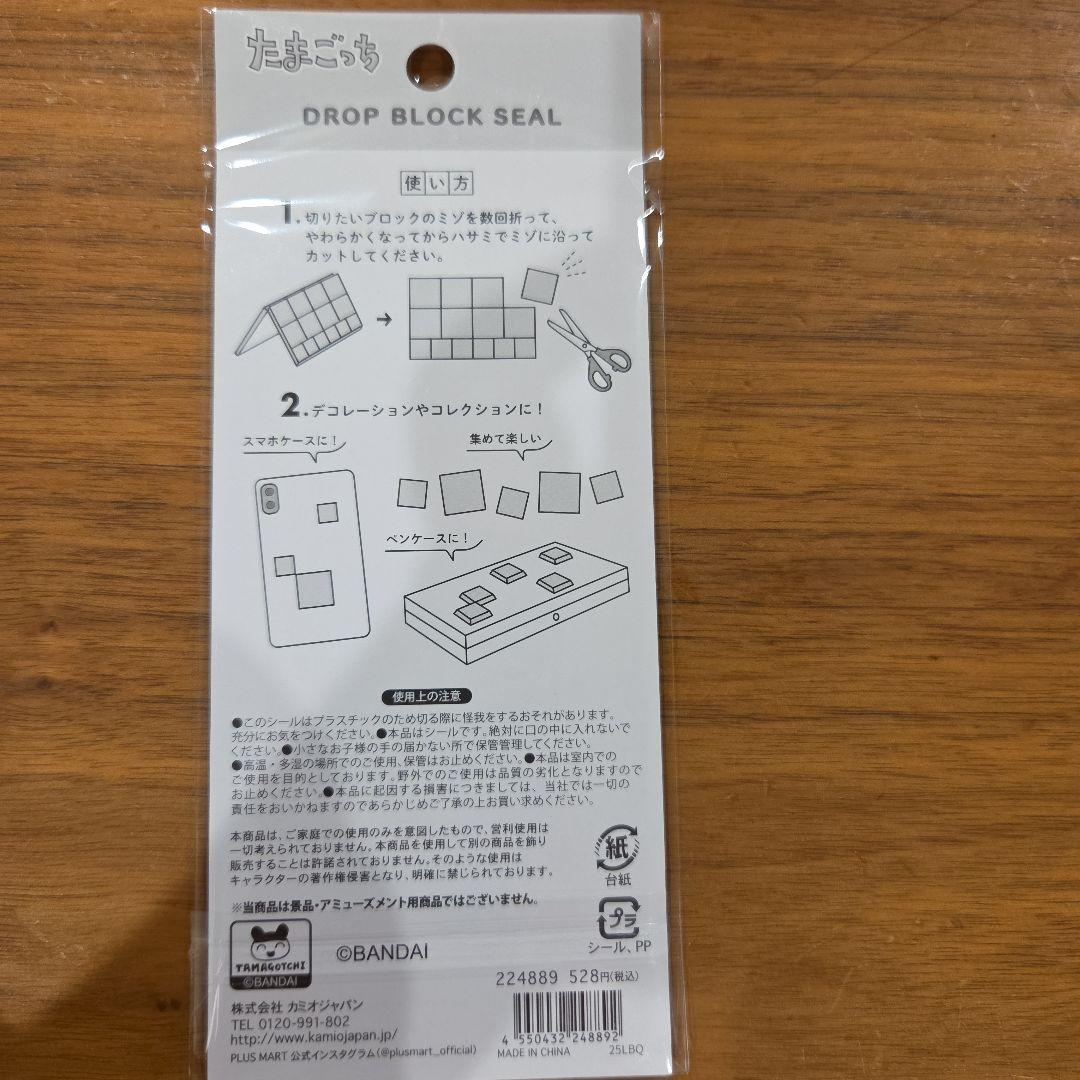 たまごっち
DROP BLOCK SEAL
使い方
1.切りたいブロックのミゾを数回折って、
やわらかくなってからハサミでミゾに沿って
カットしてください。
2.デコレーションやコレクションに！
スマホケースに！
集めて楽しい
ペンケースに！
使用上の注意
●このシールはプラスチックのため切る際に怪我をするおそれがあります。
充分にお気をつけください。●本品はシールです。絶対に口の中に入れないで
ください。●小さなお子様の手の届かない所で保管管理してください。
●高温・多湿の場所でのご使用、保管はお止めください。●本品は室内での
ご使用を目的としております。野外でのご使用は品質の劣化となりますので
お止めください。●本品に起因する損害につきましては、当社では一切の
責任をおいかねますのであらかじめご了承の上お買い求めください。
本商品は、ご家庭での使用のみを意図したもので、営利使用は
一切考えられておりません。本商品を使用して別の商品を飾り
販売することは許諾されておりません。そのような使用は
キャラクターの著作権侵害となり、明確に禁じられております。
※当商品は景品・アミューズメント用商品ではございません。
紙
台紙
プラ
シール、PP
TAMAGOTCHI
©BANDAI
©BANDAI
224889 528円(税込)
株式会社 カミオジャパン
TEL 0120-991-802
http://www.kamiojapan.jp/
PLUS MART 公式インスタグラム(@plusmart_official)
4 550432 248892
MADE IN CHINA 25LBQ